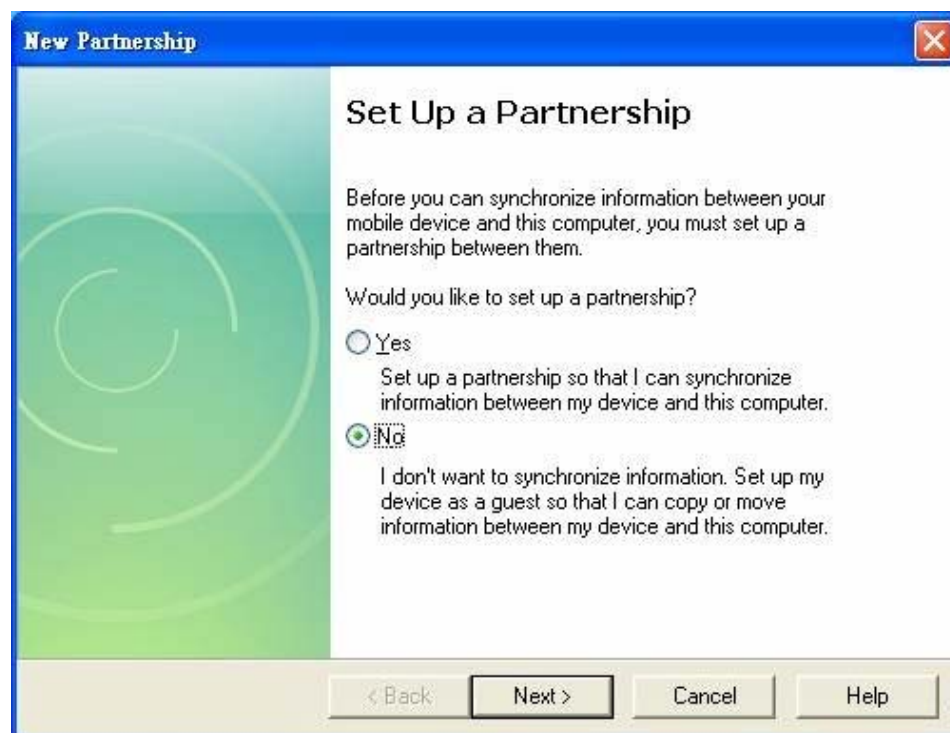 New Partnership
Set Up a Partnership
Before you can synchronize information between your
mobile device and this computer, you must set up a
partnership between them.
Would you like to set up a partnership?
Yes
Set up a partnership so that I can synchronize
information between my device and this computer.
No
I don't want to synchronize information. Set up my
device as a guest so that I can copy or move
information between my device and this computer.
< Back Next > Cancel Help